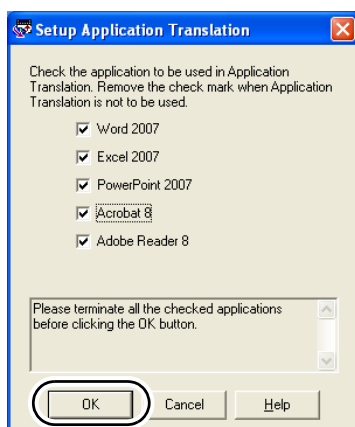 Setup Application Translation
Check the application to be used in Application
Translation. Remove the check mark when Application
Translation is not to be used.
Word 2007
Excel 2007
PowerPoint 2007
Acrobat 8
Adobe Reader 8
Please terminate all the checked applications
before clicking the OK button.
OK Cancel Help